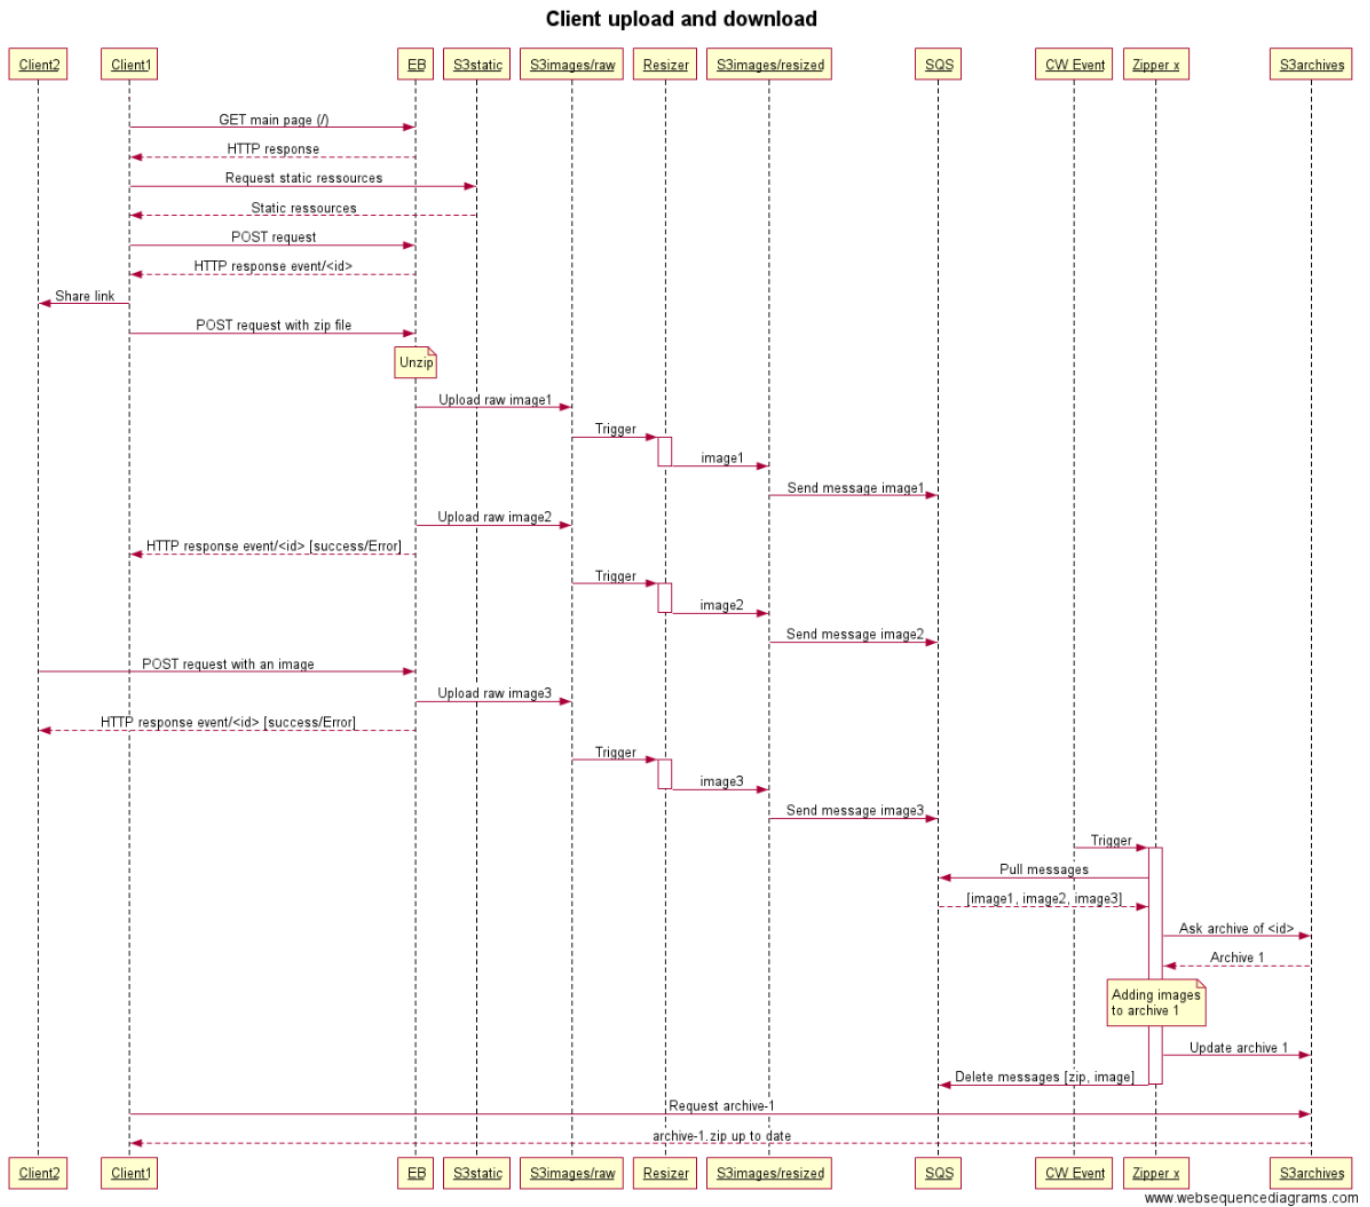 Client upload and download
Client2 Client1 EB S3static S3images/raw Resizer S3images/resized SQS CW Event Zipper x S3archives
GET main page (/)
HTTP response
Request static ressources
Static ressources
POST request
HTTP response event/<id>
Share link
POST request with zip file
Unzip
Upload raw image1
Trigger
image1
Send message image1
Upload raw image2
HTTP response event/<id> [success/Error]
Trigger
image2
Send message image2
POST request with an image
Upload raw image3
HTTP response event/<id> [success/Error]
Trigger
image3
Send message image3
Trigger
Pull messages
[image1, image2, image3]
Ask archive of <id>
Archive 1
Adding images
to archive 1
Update archive 1
Delete messages [zip, image]
Request archive-1
archive-1.zip up to date
Client2 Client1 EB S3static S3images/raw Resizer S3images/resized SQS CW Event Zipper x S3archives
www.websequencediagrams.com